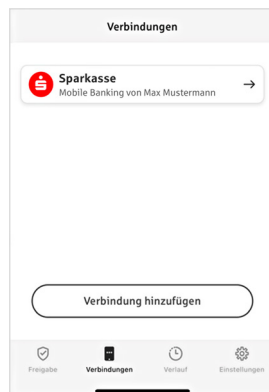 Verbindungen
Sparkasse
Mobile Banking von Max Mustermann
Verbindung hinzufügen
Freigabe
Verbindungen
Verlauf
Einstellungen